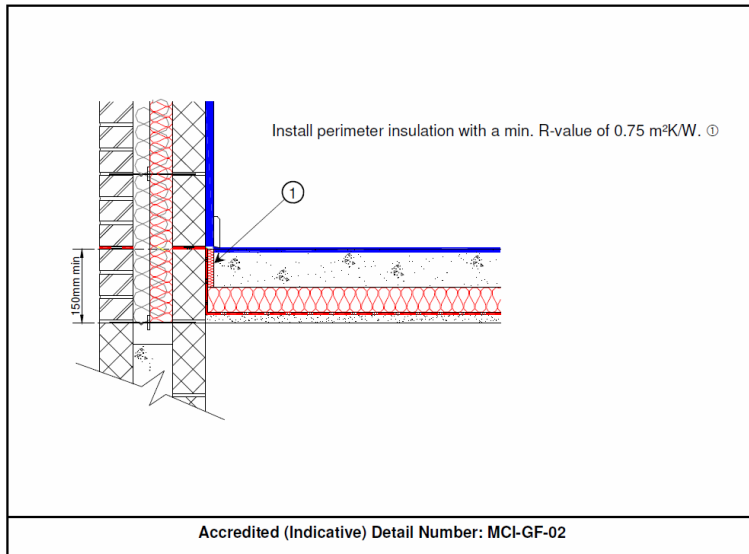 Install perimeter insulation with a min. R-value of 0.75 m²K/W. ①
1
150mm min
Accredited (Indicative) Detail Number: MCI-GF-02